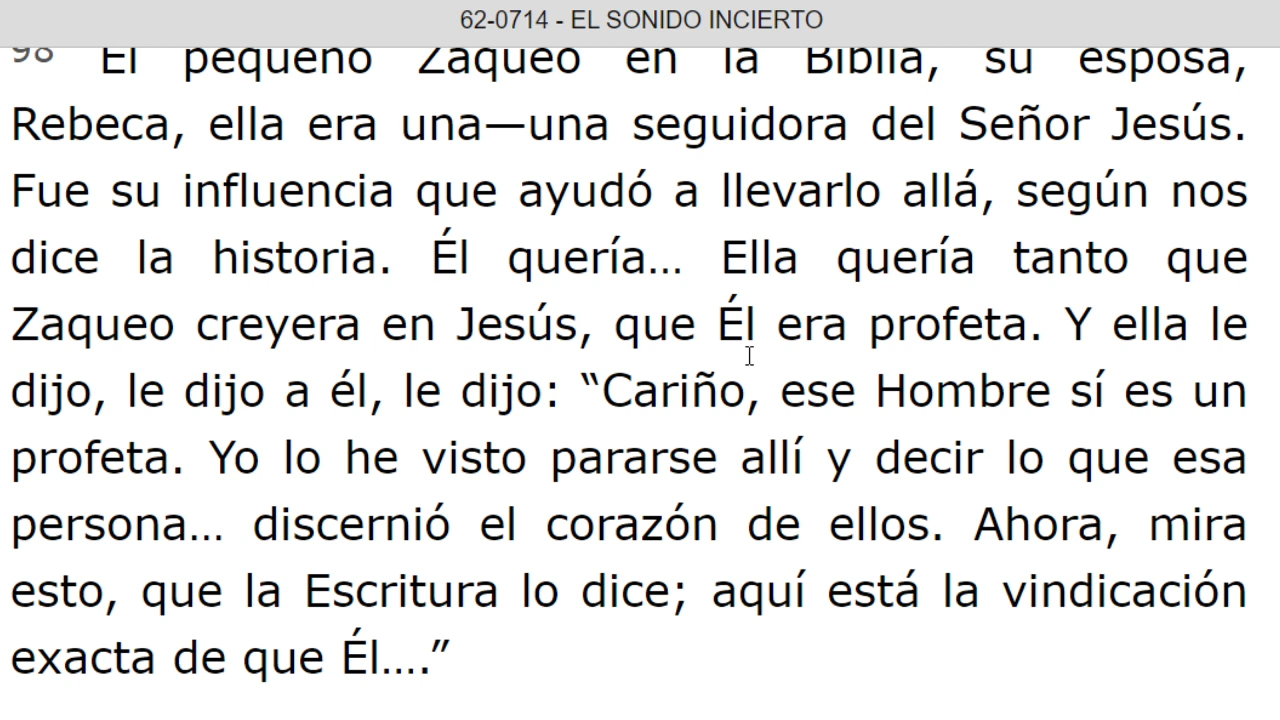 62-0714 - EL SONIDO INCIERTO
98 El pequeño Zaqueo en la Biblia, su esposa,
Rebeca, ella era una—una seguidora del Señor Jesús.
Fue su influencia que ayudó a llevarlo allá, según nos
dice la historia. Él quería… Ella quería tanto que
Zaqueo creyera en Jesús, que Él era profeta. Y ella le
dijo, le dijo a él, le dijo: “Cariño, ese Hombre sí es un
profeta. Yo lo he visto pararse allí y decir lo que esa
persona… discernió el corazón de ellos. Ahora, mira
esto, que la Escritura lo dice; aquí está la vindicación
exacta de que Él….”